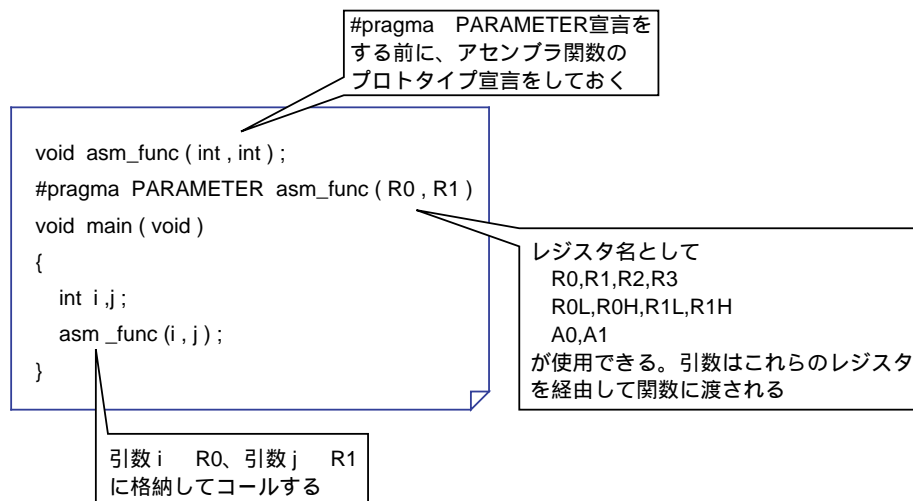 #pragma PARAMETER宣言を
する前に、アセンブラ関数の
プロトタイプ宣言をしておく
void asm_func ( int , int ) ;
#pragma PARAMETER asm_func ( R0 , R1 )
void main ( void )
{
int i ,j ;
asm _func (i , j ) ;
}
レジスタ名として
R0,R1,R2,R3
R0L,R0H,R1L,R1H
A0,A1
が使用できる。引数はこれらのレジスタ
を経由して関数に渡される
引数 i R0、引数 j R1
に格納してコールする